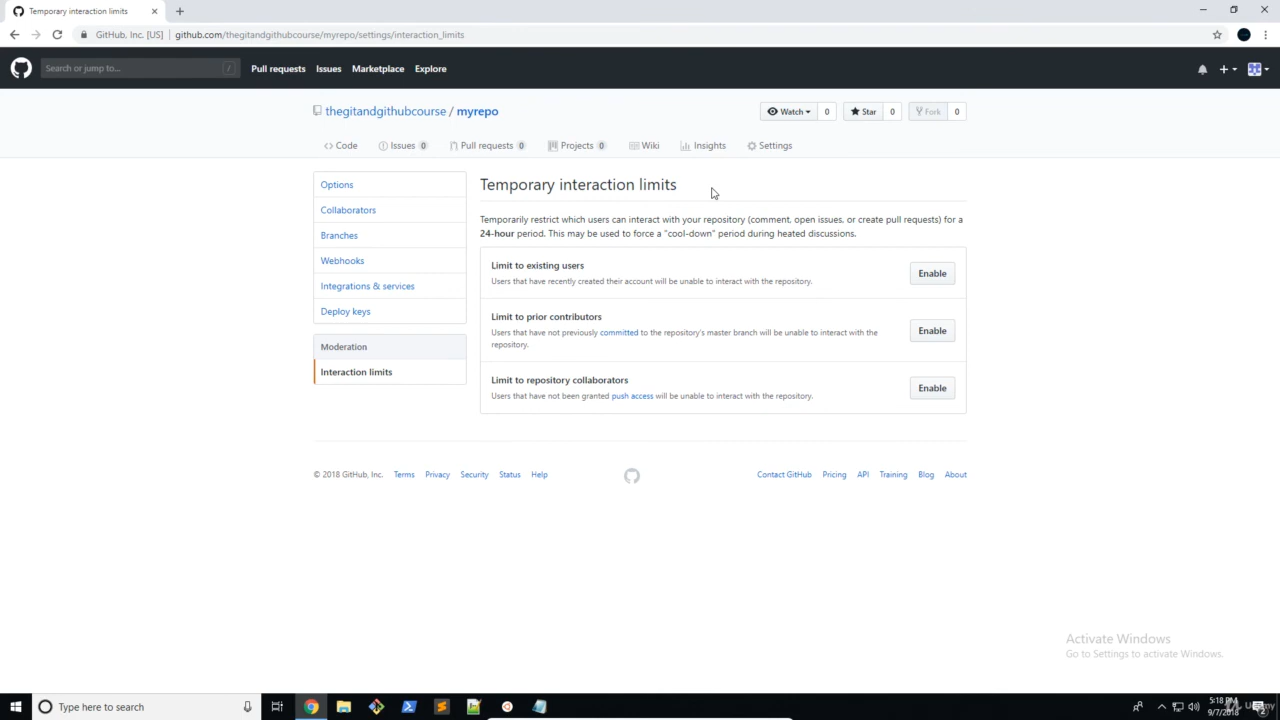 Temporary interaction limits
GitHub, Inc. [US]
github.com/thegitandgithubcourse/myrepo/settings/interaction_limits
Search or jump to...
/
Pull requests
Issues
Marketplace
Explore
thegitandgithubcourse / myrepo
Watch 0
Star 0
Fork 0
Code
Issues 0
Pull requests 0
Projects 0
Wiki
Insights
Settings
Options
Collaborators
Branches
Webhooks
Integrations & services
Deploy keys
Moderation
Interaction limits
Temporary interaction limits
Temporarily restrict which users can interact with your repository (comment, open issues, or create pull requests) for a
24-hour period. This may be used to force a "cool-down" period during heated discussions.
Limit to existing users
Users that have recently created their account will be unable to interact with the repository.
Enable
Limit to prior contributors
Users that have not previously committed to the repository's master branch will be unable to interact with the
repository.
Enable
Limit to repository collaborators
Users that have not been granted push access will be unable to interact with the repository.
Enable
© 2018 GitHub, Inc.
Terms
Privacy
Security
Status
Help
Contact GitHub
Pricing
API
Training
Blog
About
Activate Windows
Go to Settings to activate Windows.
Type here to search
5:18 PM
9/7/2018
Udemy
2